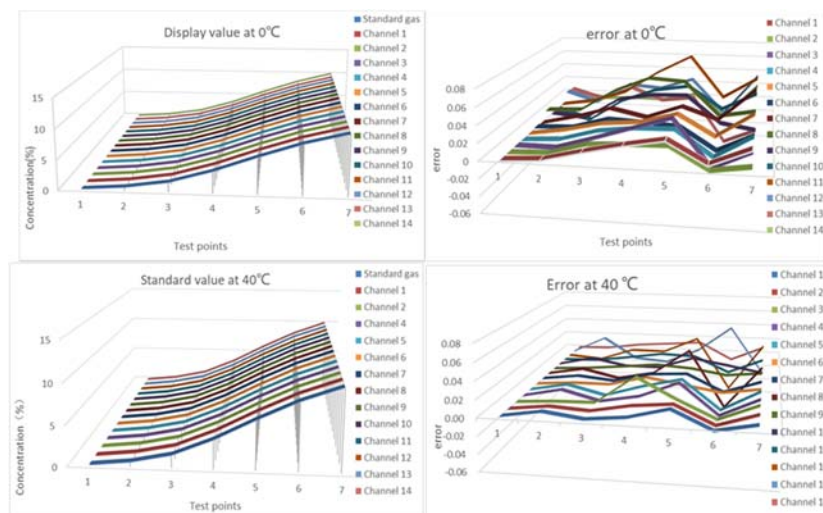 Display value at 0℃
Concentration(%)
15
10
5
0
1 2 3 4 5 6 7
Test points
Standard gas
Channel 1
Channel 2
Channel 3
Channel 4
Channel 5
Channel 6
Channel 7
Channel 8
Channel 9
Channel 10
Channel 11
Channel 12
Channel 13
Channel 14
error at 0℃
error
0.08
0.06
0.04
0.02
0
-0.02
-0.04
-0.06
1 2 3 4 5 6 7
Test points
Channel 1
Channel 2
Channel 3
Channel 4
Channel 5
Channel 6
Channel 7
Channel 8
Channel 9
Channel 10
Channel 11
Channel 12
Channel 13
Channel 14
Standard value at 40℃
Concentration (%)
15
10
5
0
1 2 3 4 5 6 7
Test points
Standard gas
Channel 1
Channel 2
Channel 4
Channel 5
Channel 6
Channel 7
Channel 8
Channel 9
Channel 10
Channel 11
Channel 12
Channel 13
Channel 14
Error at 40 ℃
error
0.08
0.06
0.04
0.02
0.00
-0.02
-0.04
-0.06
1 2 3 4 5 6 7
Channel 1
Channel 2
Channel 3
Channel 4
Channel 5
Channel 6
Channel 7
Channel 8
Channel 9
Channel 1
Channel 1
Channel 1
Channel 1
Channel 1